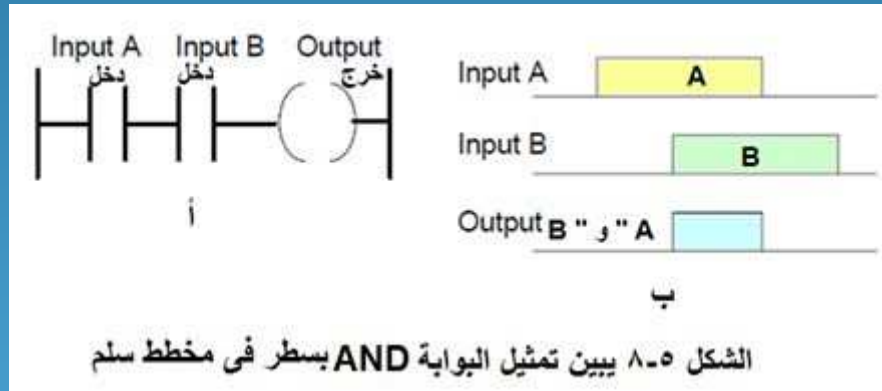 Input A Input B Output
دخل دخل خرج
أ
Input A A
Input B B
Output A " و " B
ب
الشكل ٥-٨ يبين تمثيل البوابة AND بسطر فى مخطط سلم